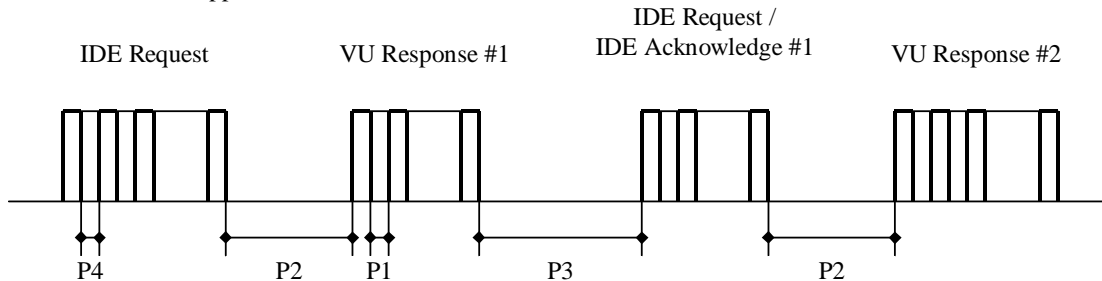 IDE Request /
IDE Request VU Response #1 IDE Acknowledge #1 VU Response #2
P4 P2 P1 P3 P2